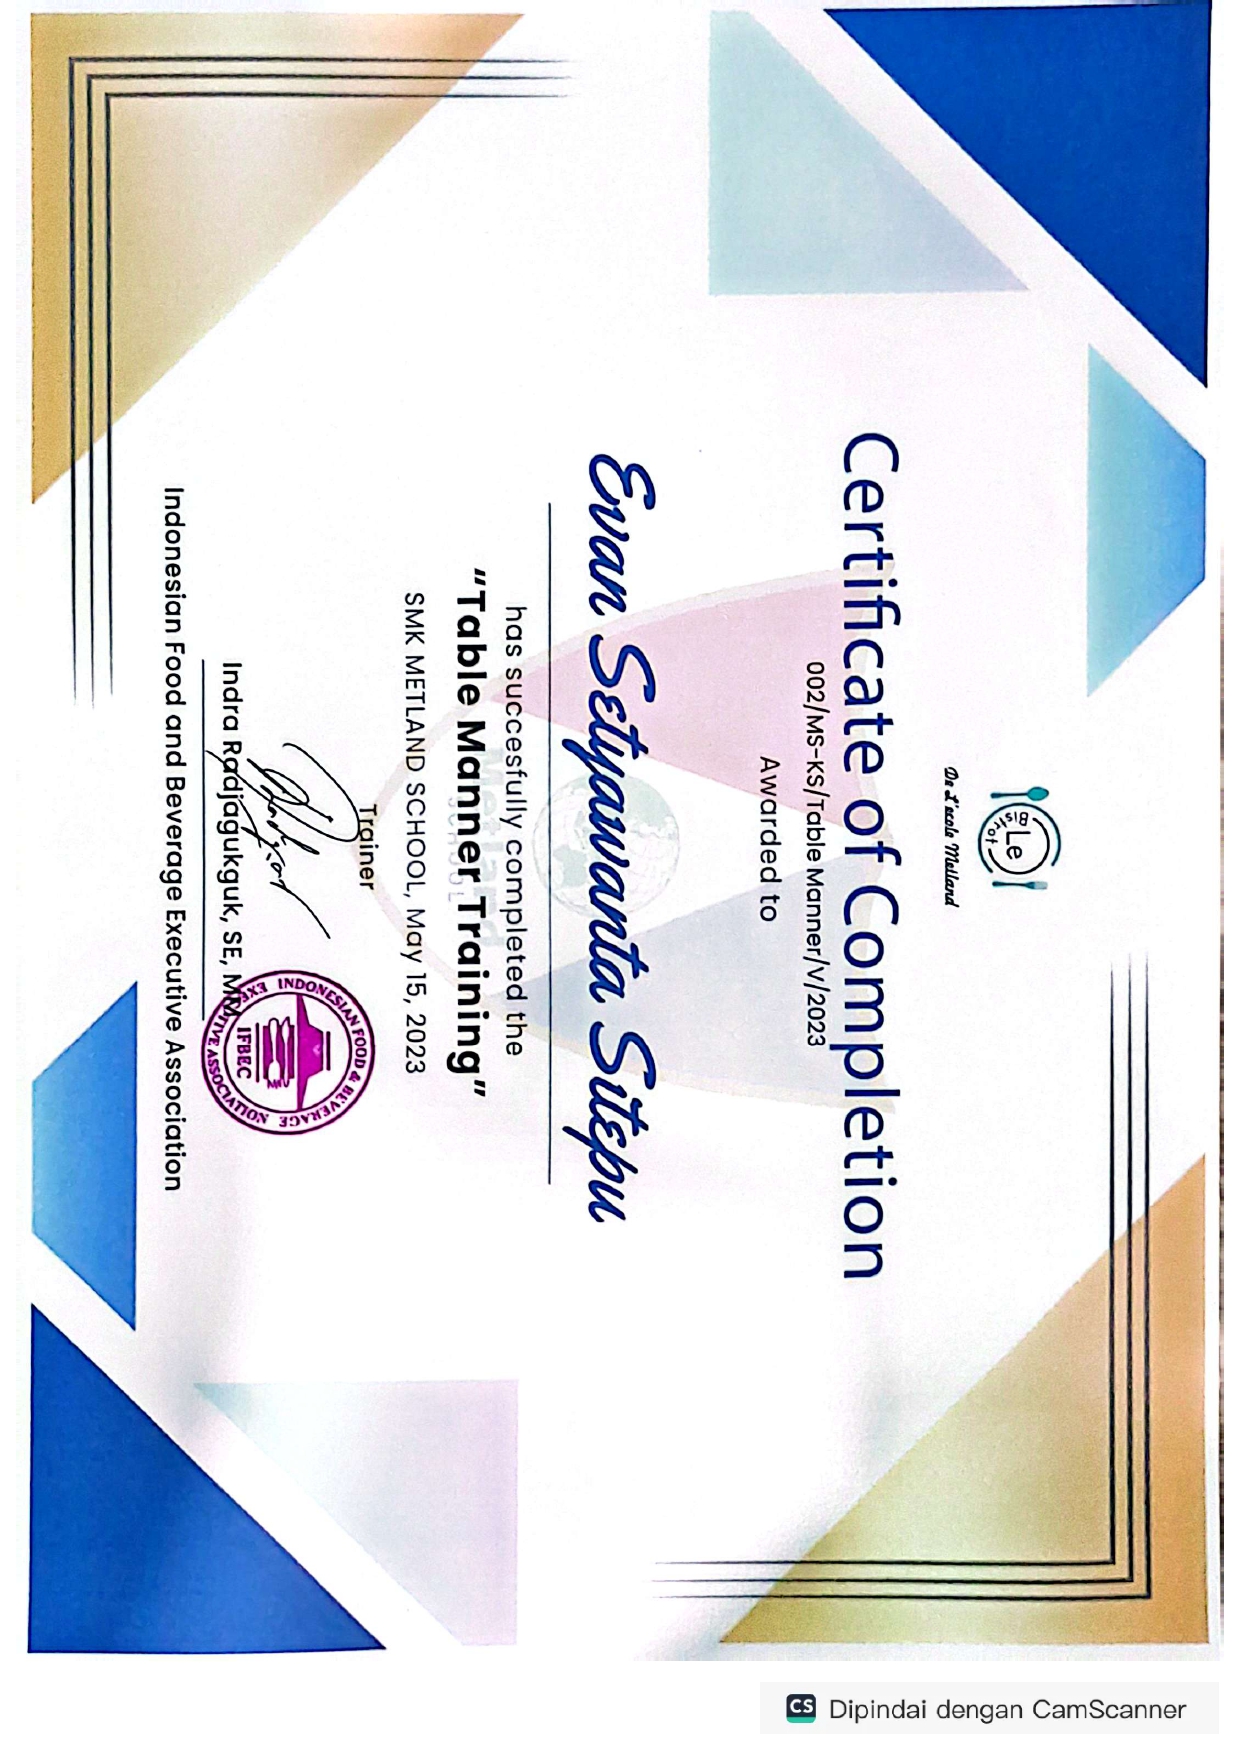 Le
Bistrot
De L'ecole Metland
Certificate of Completion
002/MS-KS/Table Manner/V/2023
Awarded to
Evan Setyawanta Sitepu
has succesfully completed the
Metland
"Table Manner Training"
SCHOOL
SMK METLAND SCHOOL, May 15, 2023
Trainer
Indra Radjagukguk, SE, MM
INDONESIAN FOOD & BEVERAGE
IFBEC
EXECUTIVE ASSOCIATION
Indonesian Food and Beverage Executive Association
CS Dipindai dengan CamScanner